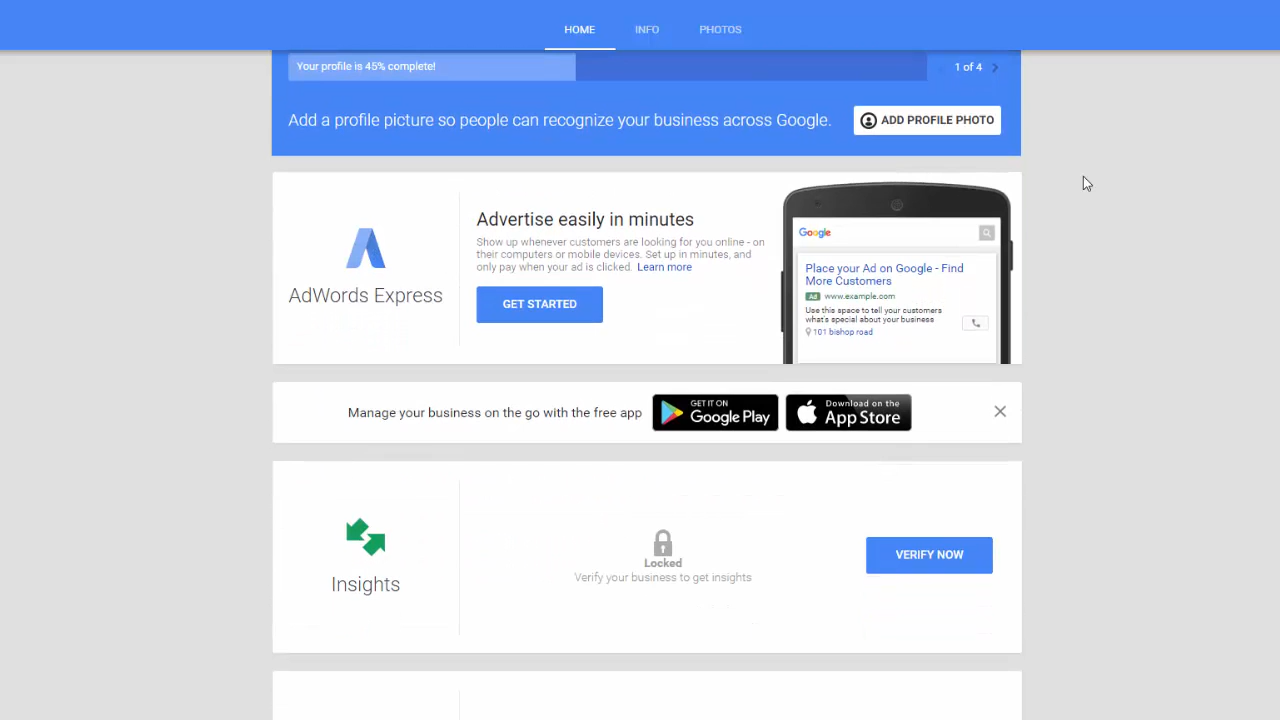 HOME INFO PHOTOS
Your profile is 45% complete!
1 of 4
Add a profile picture so people can recognize your business across Google.
ADD PROFILE PHOTO
AdWords Express
Advertise easily in minutes
Show up whenever customers are looking for you online - on
their computers or mobile devices. Set up in minutes, and
only pay when your ad is clicked. Learn more
GET STARTED
Google
Place your Ad on Google - Find
More Customers
Ad www.example.com
Use this space to tell your customers
what's special about your business
101 bishop road
Manage your business on the go with the free app
GET IT ON
Google Play
Download on the
App Store
Insights
Locked
Verify your business to get insights
VERIFY NOW